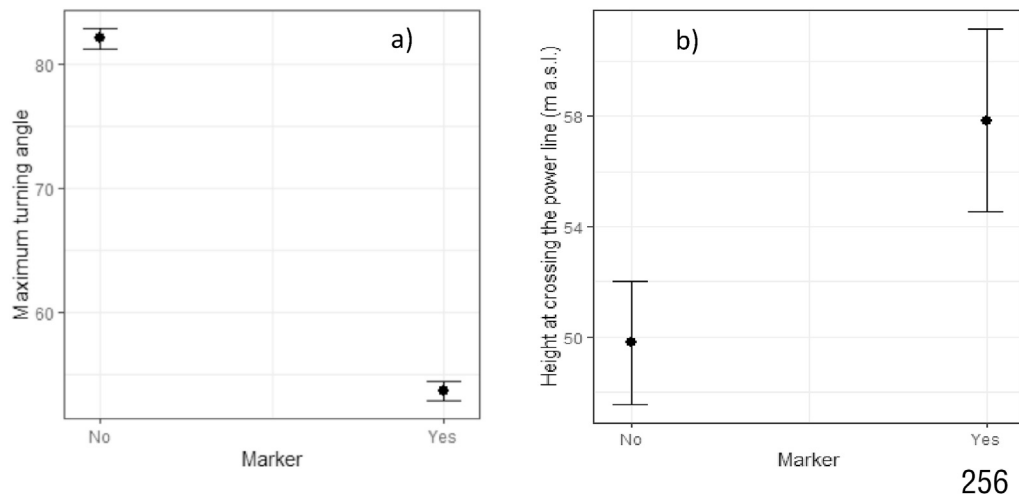 a)
Maximum turning angle
80
70
60
No
Yes
Marker
b)
Height at crossing the power line (m a.s.l.)
58
54
50
No
Yes
Marker
256